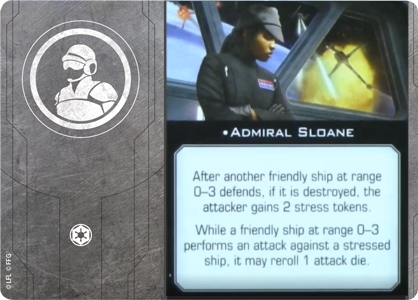 •Admiral Sloane
After another friendly ship at range
0–3 defends, if it is destroyed, the
attacker gains 2 stress tokens.
While a friendly ship at range 0–3
performs an attack against a stressed
ship, it may reroll 1 attack die.
©LFL ©FFG